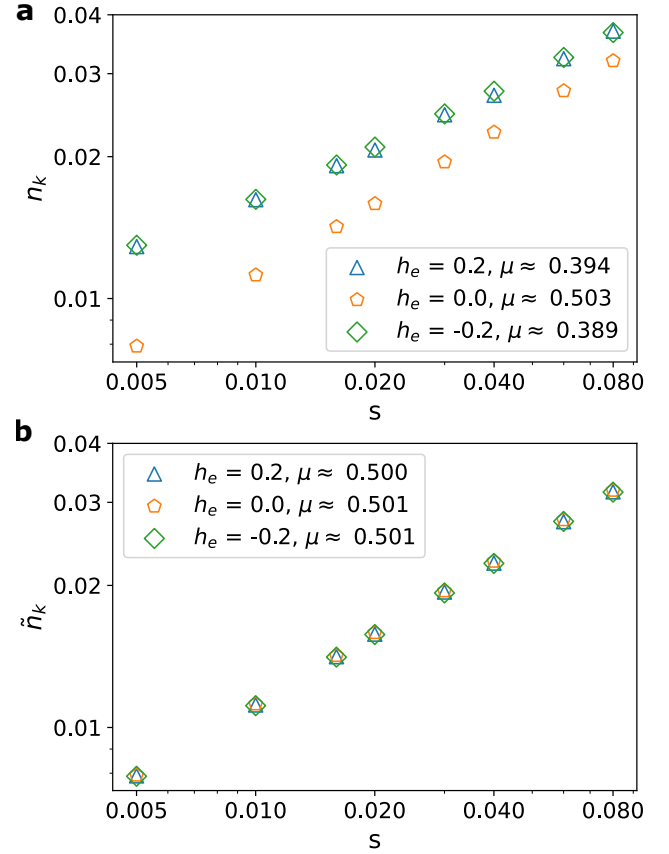 a
0.04
0.03
0.02
0.01
n_k
h_e = 0.2, μ ≈ 0.394
h_e = 0.0, μ ≈ 0.503
h_e = -0.2, μ ≈ 0.389
0.005 0.010 0.020 0.040 0.080
s
b
0.04
0.03
0.02
0.01
ñ_k
h_e = 0.2, μ ≈ 0.500
h_e = 0.0, μ ≈ 0.501
h_e = -0.2, μ ≈ 0.501
0.005 0.010 0.020 0.040 0.080
s